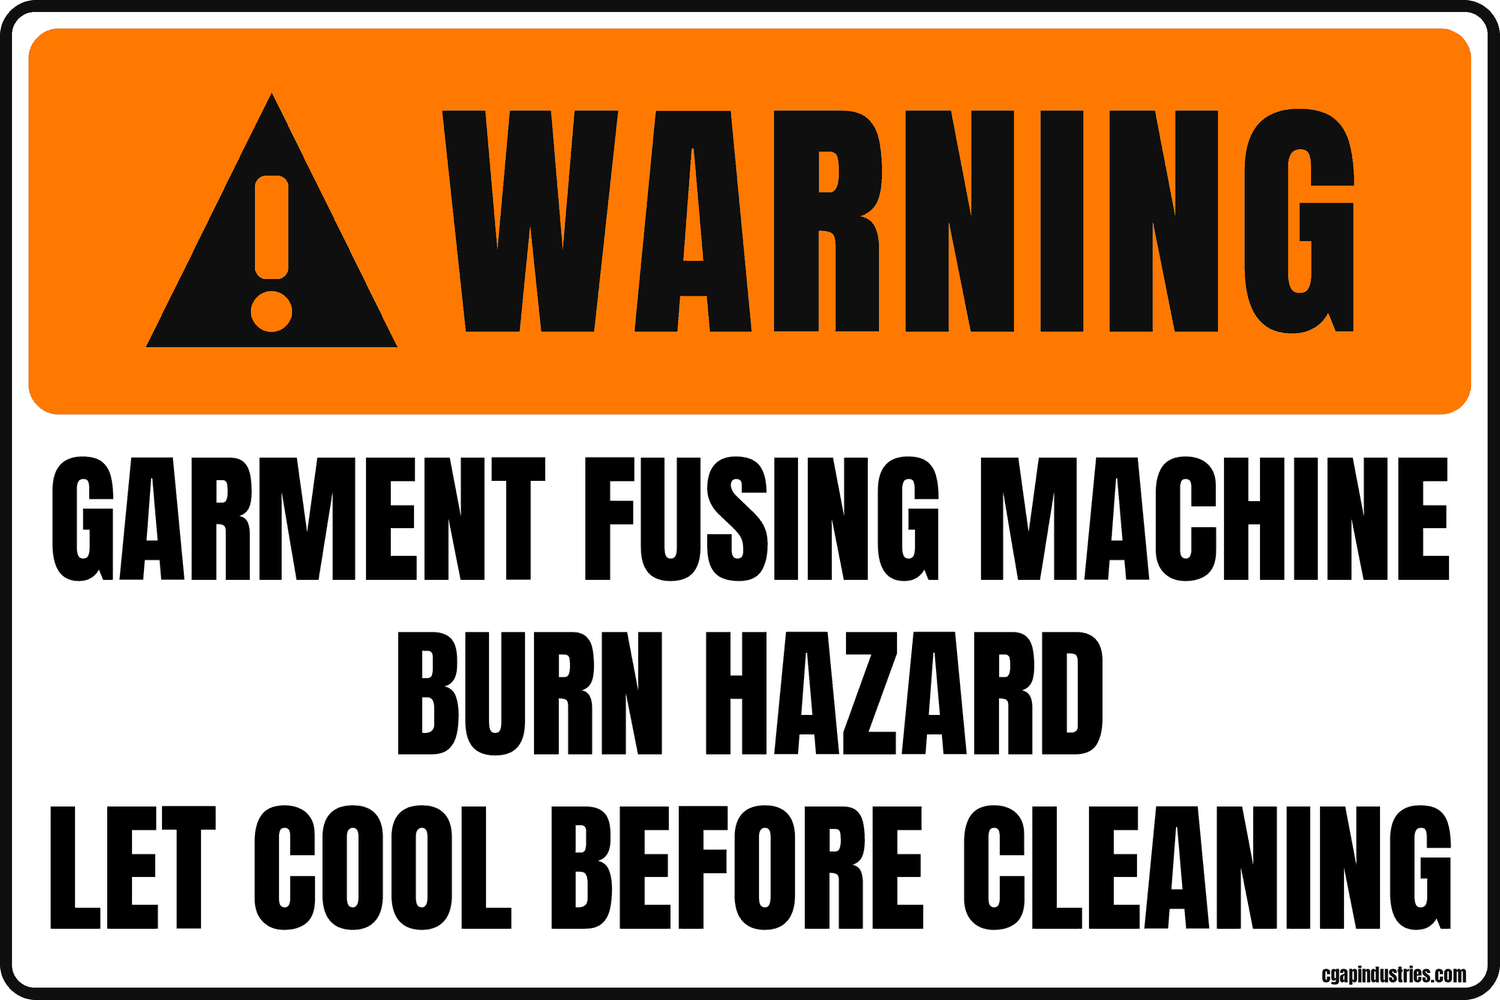 WARNING
GARMENT FUSING MACHINE
BURN HAZARD
LET COOL BEFORE CLEANING
cgapindustries.com